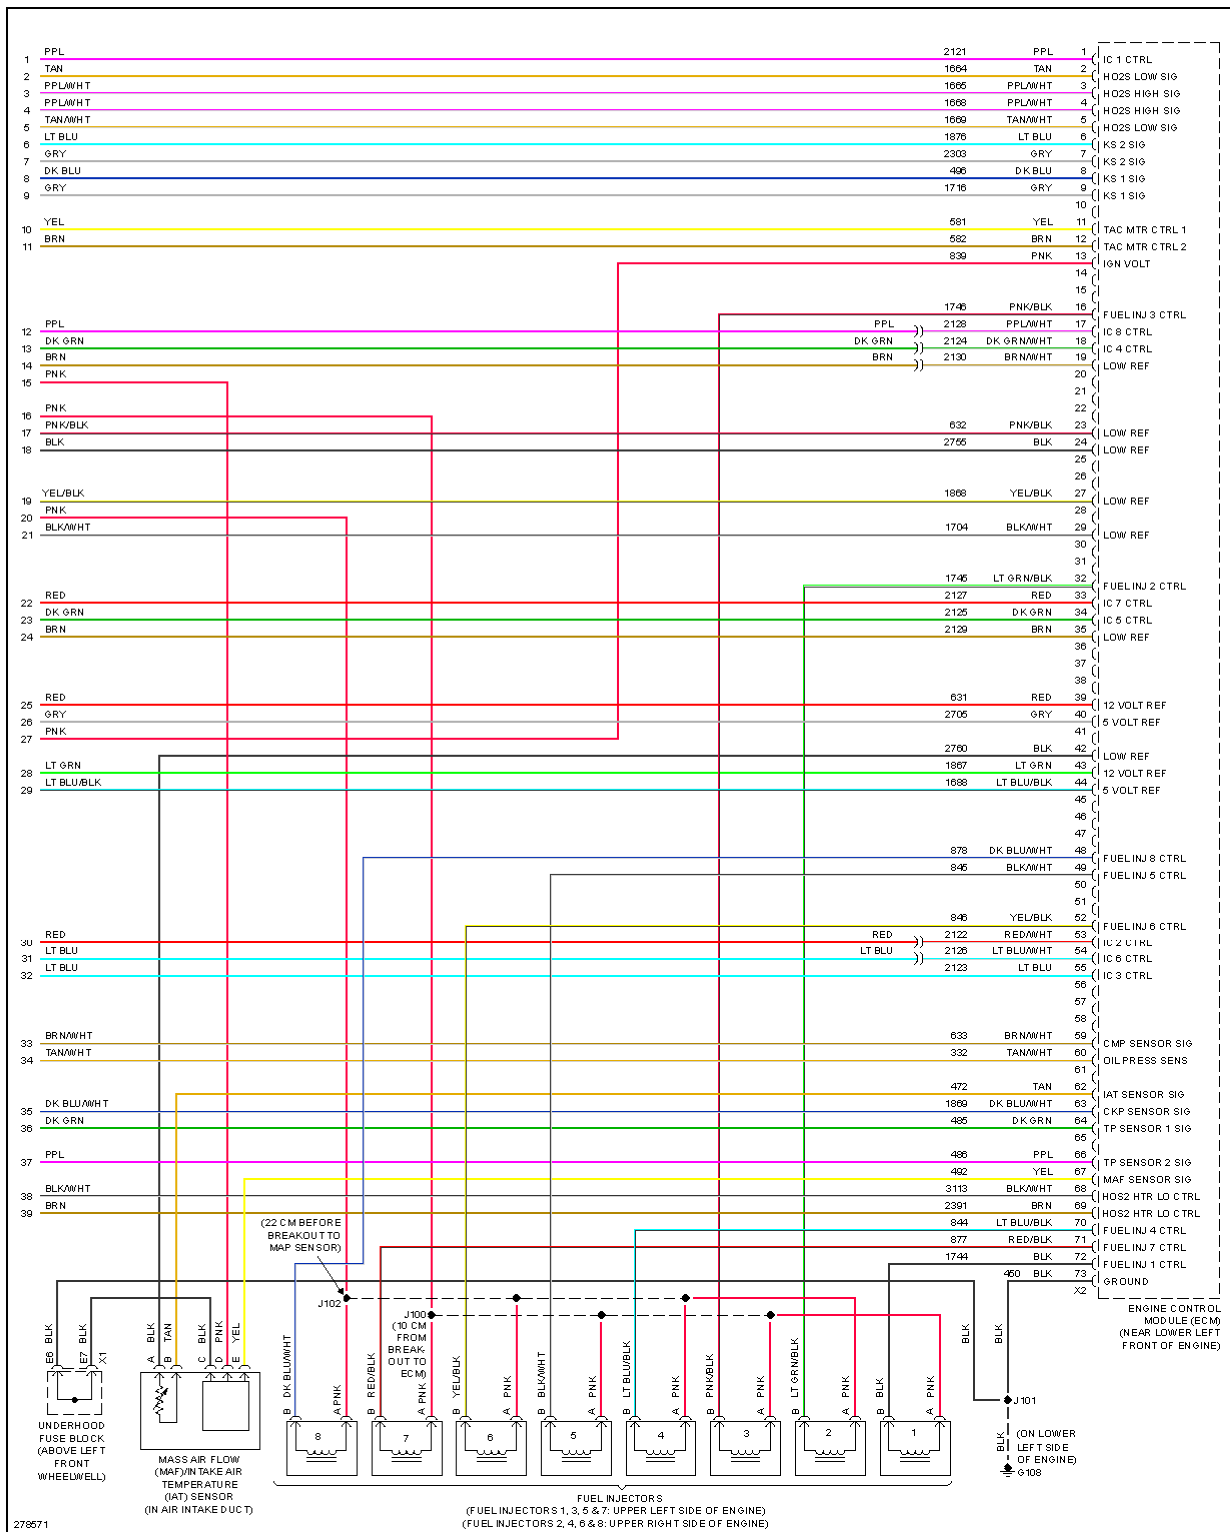 PPL 2121 PPL 1
1 IC 1 CTRL
TAN 1664 TAN 2
2 HO2S LOW SIG
PPL/WHT 1665 PPL/WHT 3
3 HO2S HIGH SIG
PPL/WHT 1668 PPL/WHT 4
4 HO2S HIGH SIG
TAN/WHT 1669 TAN/WHT 5
5 HO2S LOW SIG
LT BLU 1876 LT BLU 6
6 KS 2 SIG
GRY 2303 GRY 7
7 KS 2 SIG
DK BLU 496 DK BLU 8
8 KS 1 SIG
GRY 1716 GRY 9
9 KS 1 SIG
10
YEL 581 YEL 11
10 TAC MTR CTRL 1
BRN 582 BRN 12
11 TAC MTR CTRL 2
839 PNK 13
IGN VOLT
14
15
1746 PNK/BLK 16
FUEL INJ 3 CTRL
PPL PPL 2128 PPL/WHT 17
12 IC 8 CTRL
DK GRN DK GRN 2124 DK GRN/WHT 18
13 IC 4 CTRL
BRN BRN 2130 BRN/WHT 19
14 LOW REF
PNK 20
15
21
PNK 22
16
PNK/BLK 632 PNK/BLK 23
17 LOW REF
BLK 2755 BLK 24
18 LOW REF
25
26
YEL/BLK 1868 YEL/BLK 27
19 LOW REF
PNK 28
20
BLK/WHT 1704 BLK/WHT 29
21 LOW REF
30
31
1745 LT GRN/BLK 32
FUEL INJ 2 CTRL
RED 2127 RED 33
22 IC 7 CTRL
DK GRN 2125 DK GRN 34
23 IC 5 CTRL
BRN 2129 BRN 35
24 LOW REF
36
37
38
RED 631 RED 39
25 12 VOLT REF
GRY 2705 GRY 40
26 5 VOLT REF
PNK 41
27
2760 BLK 42
LOW REF
LT GRN 1867 LT GRN 43
28 12 VOLT REF
LT BLU/BLK 1688 LT BLU/BLK 44
29 5 VOLT REF
45
46
47
878 DK BLU/WHT 48
FUEL INJ 8 CTRL
845 BLK/WHT 49
FUEL INJ 5 CTRL
50
51
846 YEL/BLK 52
FUEL INJ 6 CTRL
RED RED 2122 RED/WHT 53
30 IC 2 CTRL
LT BLU LT BLU 2126 LT BLU/WHT 54
31 IC 6 CTRL
LT BLU 2123 LT BLU 55
32 IC 3 CTRL
56
57
58
BRN/WHT 633 BRN/WHT 59
33 CMP SENSOR SIG
TAN/WHT 332 TAN/WHT 60
34 OIL PRESS SENS
61
472 TAN 62
IAT SENSOR SIG
DK BLU/WHT 1869 DK BLU/WHT 63
35 CKP SENSOR SIG
DK GRN 485 DK GRN 64
36 TP SENSOR 1 SIG
65
PPL 486 PPL 66
37 TP SENSOR 2 SIG
492 YEL 67
MAF SENSOR SIG
BLK/WHT 3113 BLK/WHT 68
38 HOS2 HTR LO CTRL
BRN 2391 BRN 69
39 HOS2 HTR LO CTRL
844 LT BLU/BLK 70
FUEL INJ 4 CTRL
877 RED/BLK 71
FUEL INJ 7 CTRL
1744 BLK 72
FUEL INJ 1 CTRL
450 BLK 73
GROUND
X2
ENGINE CONTROL
MODULE (ECM)
(NEAR LOWER LEFT
FRONT OF ENGINE)
(22 CM BEFORE
BREAKOUT TO
MAP SENSOR)
J102
J100
(10 CM
FROM
BREAK-
OUT TO
ECM)
BLK BLK
E6 BLK E7 BLK X1
A BLK B TAN C BLK D PNK E YEL
B DK BLU/WHT A PNK
B RED/BLK A PNK
B YEL/BLK A PNK
B BLK/WHT A PNK
B LT BLU/BLK A PNK
B PNK/BLK A PNK
B LT GRN/BLK A PNK
B BLK A PNK
8 7 6 5 4 3 2 1
J101
BLK
(ON LOWER
LEFT SIDE
OF ENGINE)
G108
UNDERHOOD
FUSE BLOCK
(ABOVE LEFT
FRONT
WHEELWELL)
MASS AIR FLOW
(MAF)/INTAKE AIR
TEMPERATURE
(IAT) SENSOR
(IN AIR INTAKE DUCT)
FUEL INJECTORS
(FUEL INJECTORS 1, 3, 5 & 7: UPPER LEFT SIDE OF ENGINE)
(FUEL INJECTORS 2, 4, 6 & 8: UPPER RIGHT SIDE OF ENGINE)
278571